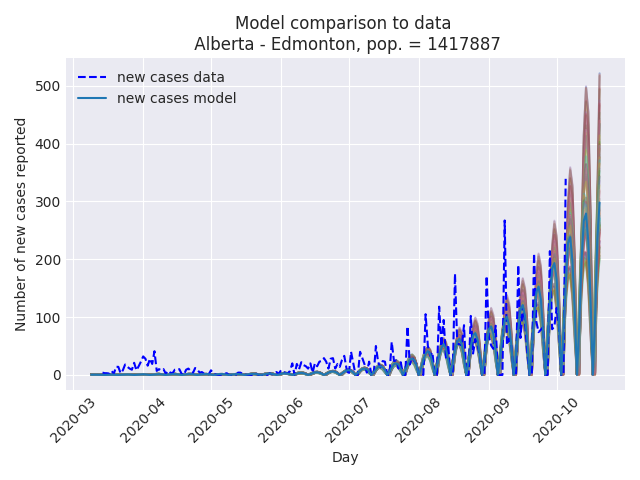 Model comparison to data
Alberta - Edmonton, pop. = 1417887
new cases data
new cases model
Number of new cases reported
500
400
300
200
100
0
2020-03
2020-04
2020-05
2020-06
2020-07
2020-08
2020-09
2020-10
Day